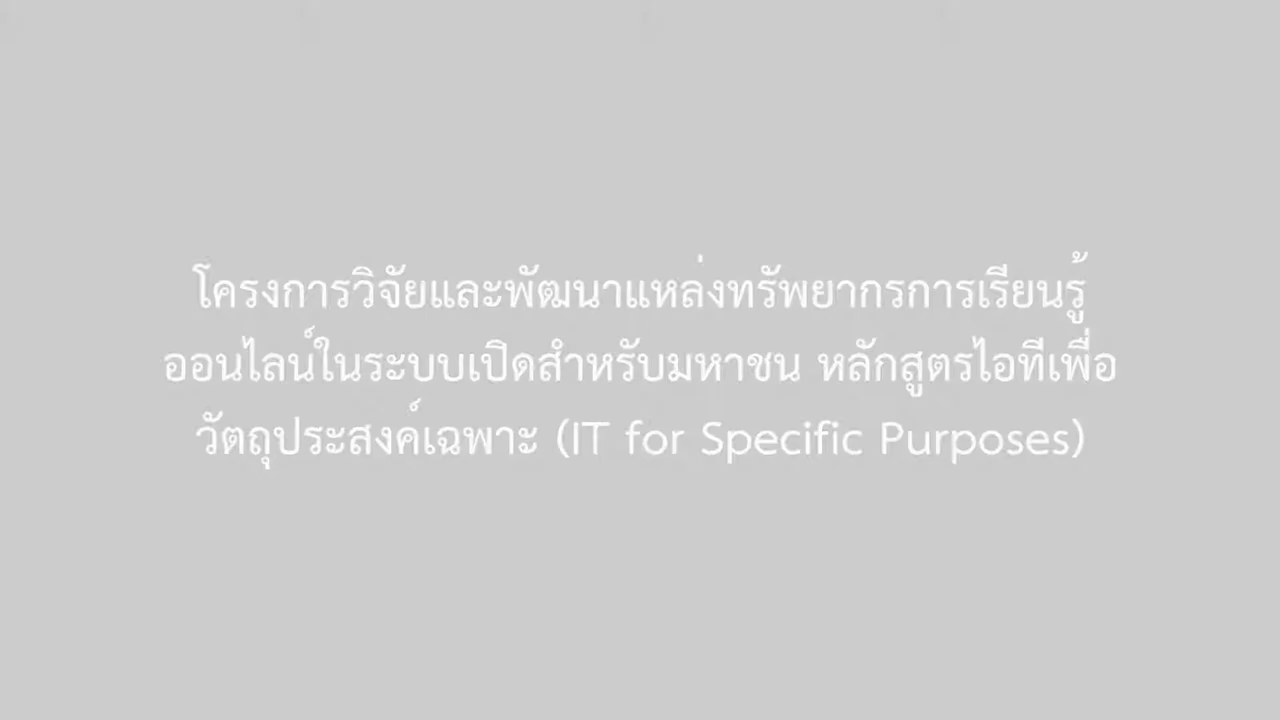 โครงการวิจัยและพัฒนาแหล่งทรัพยากรการเรียนรู้
ออนไลน์ในระบบเปิดสำหรับมหาชน หลักสูตรไอทีเพื่อ
วัตถุประสงค์เฉพาะ (IT for Specific Purposes)